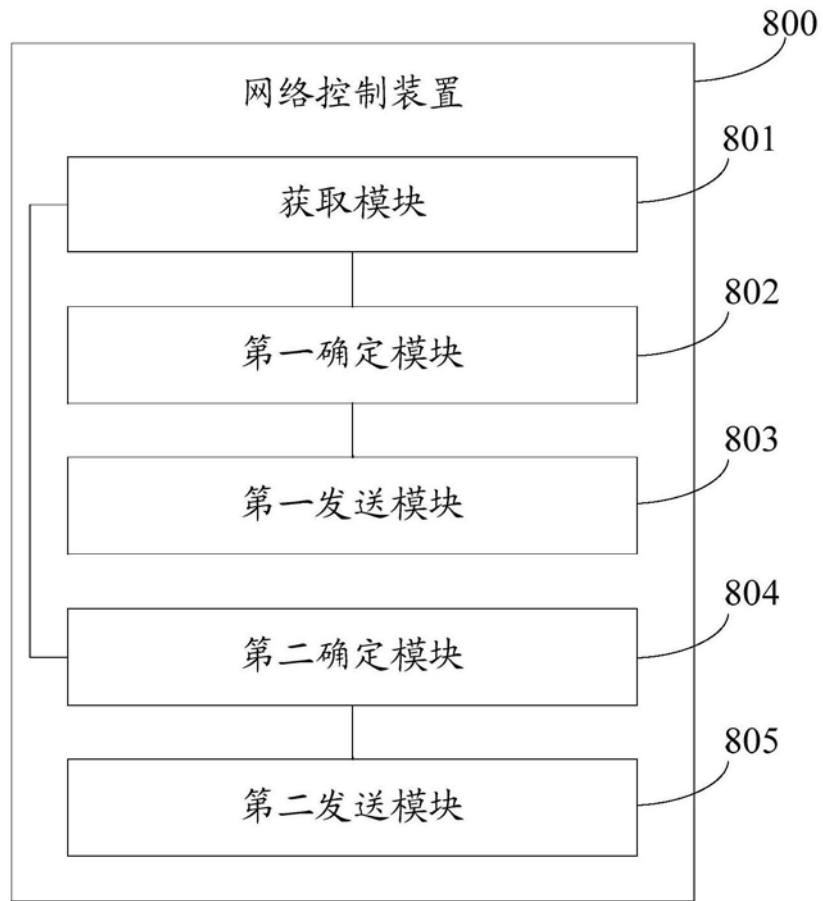 800
网络控制装置
801
获取模块
802
第一确定模块
803
第一发送模块
804
第二确定模块
805
第二发送模块